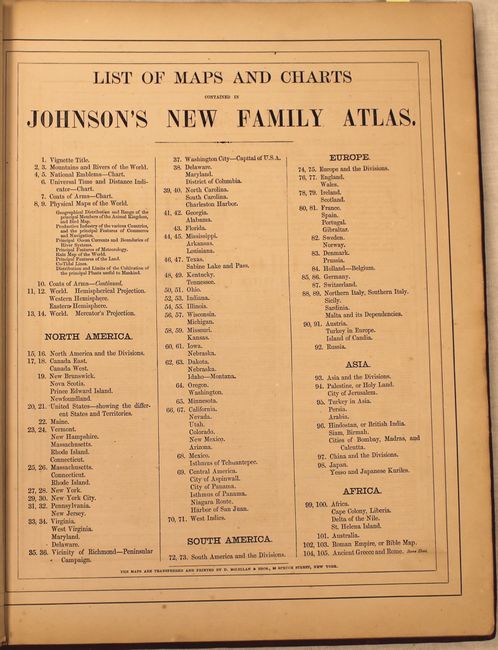 LIST OF MAPS AND CHARTS
CONTAINED IN
JOHNSON'S NEW FAMILY ATLAS.
1. Vignette Title.
2, 3. Mountains and Rivers of the World.
4, 5. National Emblems—Chart.
6. Universal Time and Distance Indi-
cator—Chart.
7. Coats of Arms—Chart.
8, 9. Physical Maps of the World.
Geographical Distribution and Range of the
principal Members of the Animal Kingdom,
and Bird Map.
Productive Industry of the various Countries,
and the principal Features of Commerce
and Navigation.
Principal Ocean Currents and Boundaries of
River Systems.
Principal Features of Meteorology.
Rain Map of the World.
Principal Features of the Land.
Co-Tidal Lines.
Distribution and Limits of the Cultivation of
the principal Plants useful to Mankind.
10. Coats of Arms—Continued.
11, 12. World. Hemispherical Projection.
Western Hemisphere.
Eastern Hemisphere.
13, 14. World. Mercator's Projection.
NORTH AMERICA.
15, 16. North America and the Divisions.
17, 18. Canada East.
Canada West.
19. New Brunswick.
Nova Scotia.
Prince Edward Island.
Newfoundland.
20, 21. United States—showing the differ-
ent States and Territories.
22. Maine.
23, 24. Vermont.
New Hampshire.
Massachusetts.
Rhode Island.
Connecticut.
25, 26. Massachusetts.
Connecticut.
Rhode Island.
27, 28. New York.
29, 30. New York City.
31, 32. Pennsylvania.
New Jersey.
33, 34. Virginia.
West Virginia.
Maryland.
Delaware.
35, 36. Vicinity of Richmond—Peninsular
Campaign.
37. Washington City—Capital of U.S.A.
38. Delaware.
Maryland.
District of Columbia.
39, 40. North Carolina.
South Carolina.
Charleston Harbor.
41, 42. Georgia.
Alabama.
43. Florida.
44, 45. Mississippi.
Arkansas.
Louisiana.
46, 47. Texas.
Sabine Lake and Pass.
48, 49. Kentucky.
Tennessee.
50, 51. Ohio.
52, 53. Indiana.
54, 55. Illinois.
56, 57. Wisconsin.
Michigan.
58, 59. Missouri.
Kansas.
60, 61. Iowa.
Nebraska.
62, 63. Dakota.
Nebraska.
Idaho—Montana.
64. Oregon.
Washington.
65. Minnesota.
66, 67. California.
Nevada.
Utah.
Colorado.
New Mexico.
Arizona.
68. Mexico.
Isthmus of Tehuantepec.
69. Central America.
City of Aspinwall.
City of Panama.
Isthmus of Panama.
Niagara Route.
Harbor of San Juan.
70, 71. West Indies.
SOUTH AMERICA.
72, 73. South America and the Divisions.
EUROPE.
74, 75. Europe and the Divisions.
76, 77. England.
Wales.
78, 79. Ireland.
Scotland.
80, 81. France.
Spain.
Portugal.
Gibraltar.
82. Sweden.
Norway.
83. Denmark.
Prussia.
84. Holland—Belgium.
85, 86. Germany.
87. Switzerland.
88, 89. Northern Italy, Southern Italy.
Sicily.
Sardinia.
Malta and its Dependencies.
90, 91. Austria.
Turkey in Europe.
Island of Candia.
92. Russia.
ASIA.
93. Asia and the Divisions.
94. Palestine, or Holy Land.
City of Jerusalem.
95. Turkey in Asia.
Persia.
Arabia.
96. Hindostan, or British India.
Siam, Birmah.
Cities of Bombay, Madras, and
Calcutta.
97. China and the Divisions.
98. Japan.
Yesso and Japanese Kuriles.
AFRICA.
99, 100. Africa.
Cape Colony, Liberia.
Delta of the Nile.
St. Helena Island.
101. Australia.
102, 103. Roman Empire, or Bible Map.
104, 105. Ancient Greece and Rome.
THE MAPS ARE TRANSFERRED AND PRINTED BY D. McLELLAN & BROS., 26 SPRUCE STREET, NEW YORK.